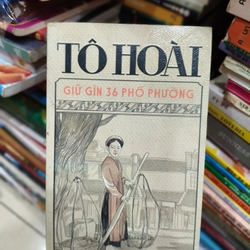 TÔ HOÀI
GIỮ GÌN 36 PHỐ PHƯỜNG